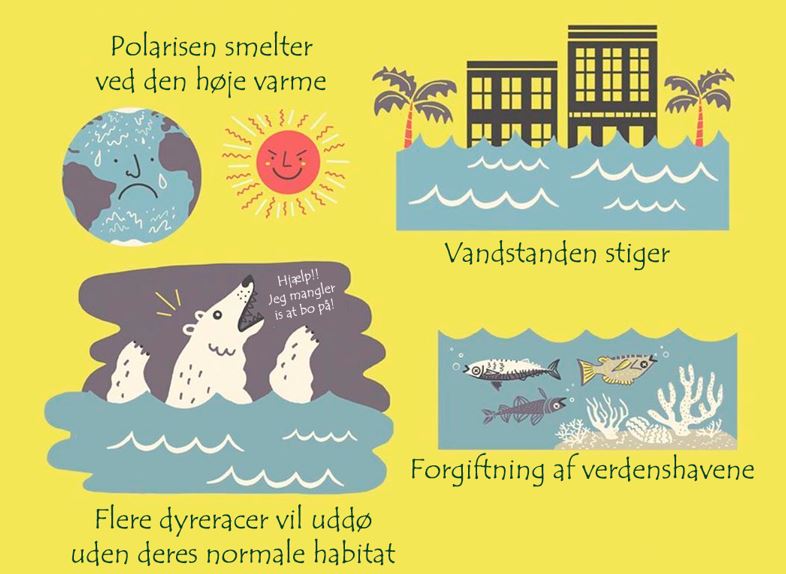 Polarisen smelter
ved den høje varme
Vandstanden stiger
Hjælp!!
Jeg mangler
is at bo på!
Flere dyreracer vil uddø
uden deres normale habitat
Forgiftning af verdenshavene